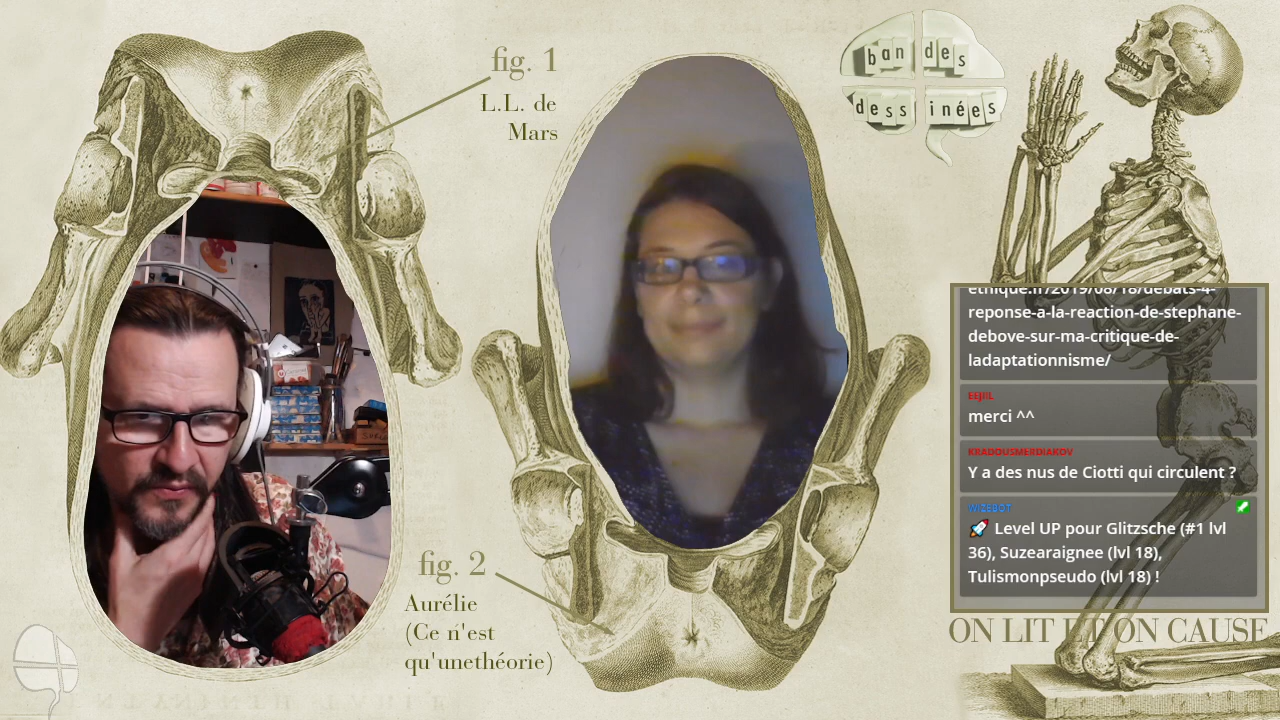 fig. 1
L.L. de
Mars
bandes
dessinées
ethique.fr/2019/08/18/debats-4-
reponse-a-la-reaction-de-stephane-
debove-sur-ma-critique-de-
ladaptationnisme/
EEJIIL
merci ^^
KRADOUSMERDIAKOV
Y a des nus de Ciotti qui circulent ?
WIZEBOT
🚀 Level UP pour Glitzsche (#1 lvl
36), Suzearaignee (lvl 18),
Tulismonpseudo (lvl 18) !
fig. 2
Aurélie
(Ce n'est
qu'unethéorie)
ON LIT ET ON CAUSE